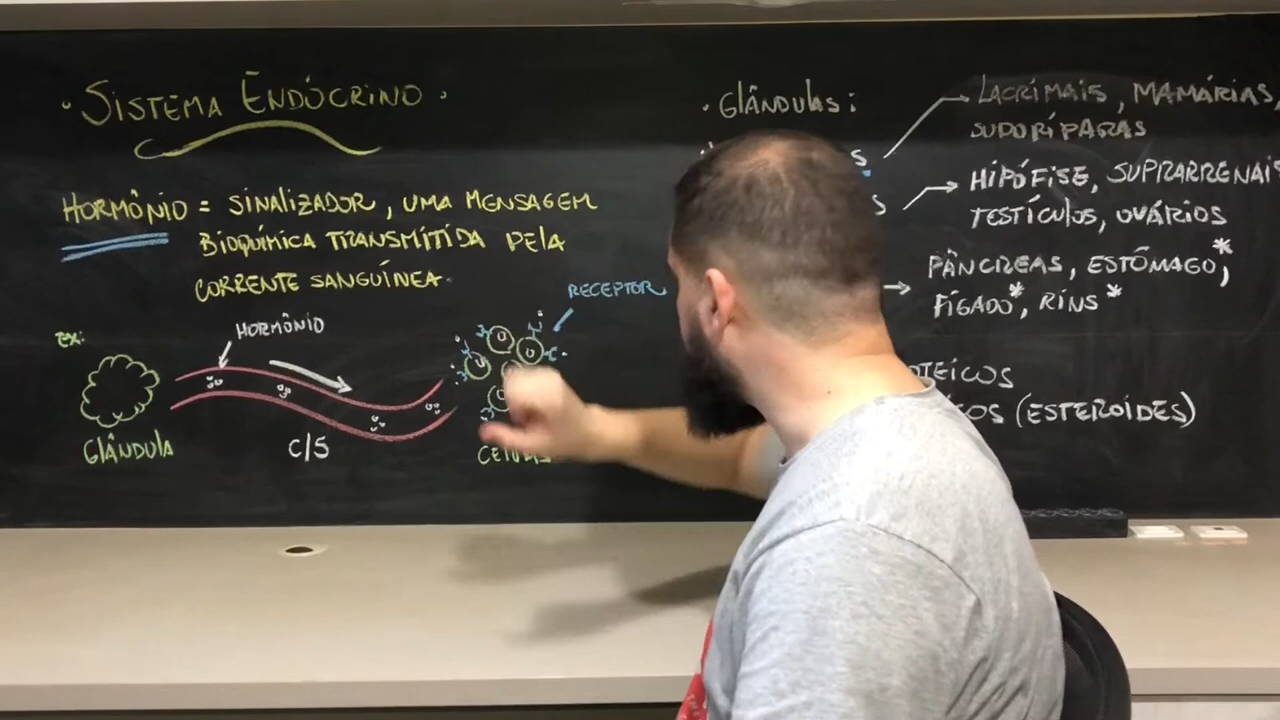 · SISTEMA ENDÓCRINO ·
HORMÔNIO = SINALIZADOR, UMA MENSAGEM
BIOQUÍMICA TRANSMITIDA PELA
CORRENTE SANGUÍNEA.
RECEPTOR
ex:
HORMÔNIO
GLÂNDULA
C/S
· GLÂNDULAS:
LACRIMAIS, MAMÁRIAS,
SUDORÍPARAS
HIPÓFISE, SUPRARRENAIS
TESTÍCULOS, OVÁRIOS
PÂNCREAS, ESTÔMAGO*,
FÍGADO*, RINS*
(ESTERÓIDES)